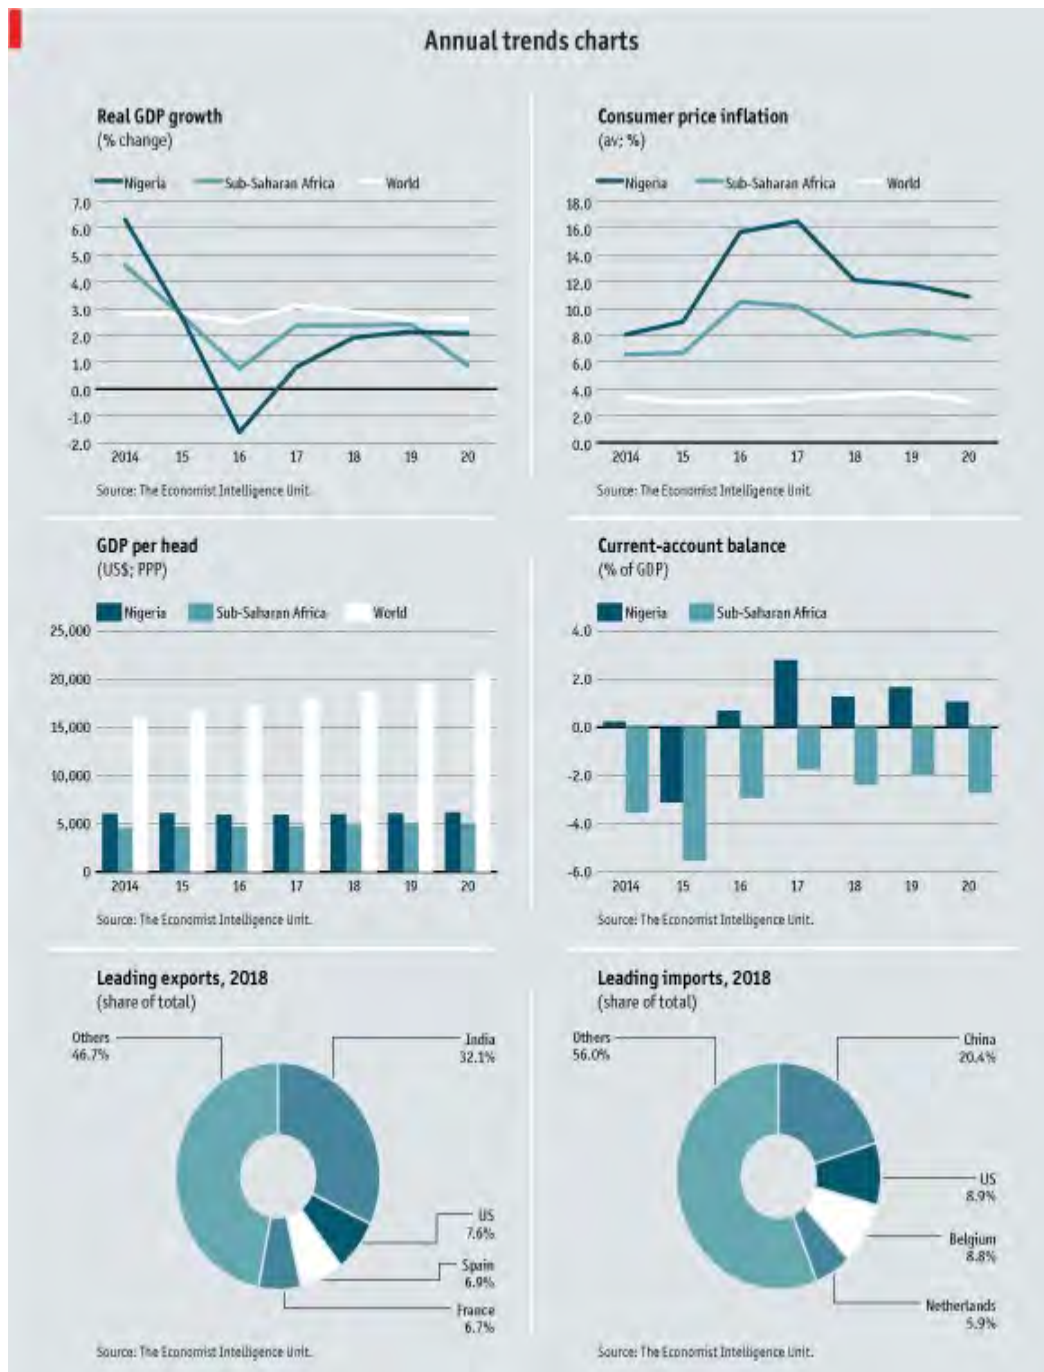 Annual trends charts
Real GDP growth
(% change)
Nigeria Sub-Saharan Africa World
7.0
6.0
5.0
4.0
3.0
2.0
1.0
0.0
-1.0
-2.0
2014 15 16 17 18 19 20
Source: The Economist Intelligence Unit.
Consumer price inflation
(av; %)
Nigeria Sub-Saharan Africa World
18.0
16.0
14.0
12.0
10.0
8.0
6.0
4.0
2.0
0.0
2014 15 16 17 18 19 20
Source: The Economist Intelligence Unit.
GDP per head
(US$; PPP)
Nigeria Sub-Saharan Africa World
25,000
20,000
15,000
10,000
5,000
0
2014 15 16 17 18 19 20
Source: The Economist Intelligence Unit.
Current-account balance
(% of GDP)
Nigeria Sub-Saharan Africa
4.0
2.0
0.0
-2.0
-4.0
-6.0
2014 15 16 17 18 19 20
Source: The Economist Intelligence Unit.
Leading exports, 2018
(share of total)
Others
46.7%
India
32.1%
US
7.6%
Spain
6.9%
France
6.7%
Source: The Economist Intelligence Unit.
Leading imports, 2018
(share of total)
Others
56.0%
China
20.4%
US
8.9%
Belgium
8.8%
Netherlands
5.9%
Source: The Economist Intelligence Unit.